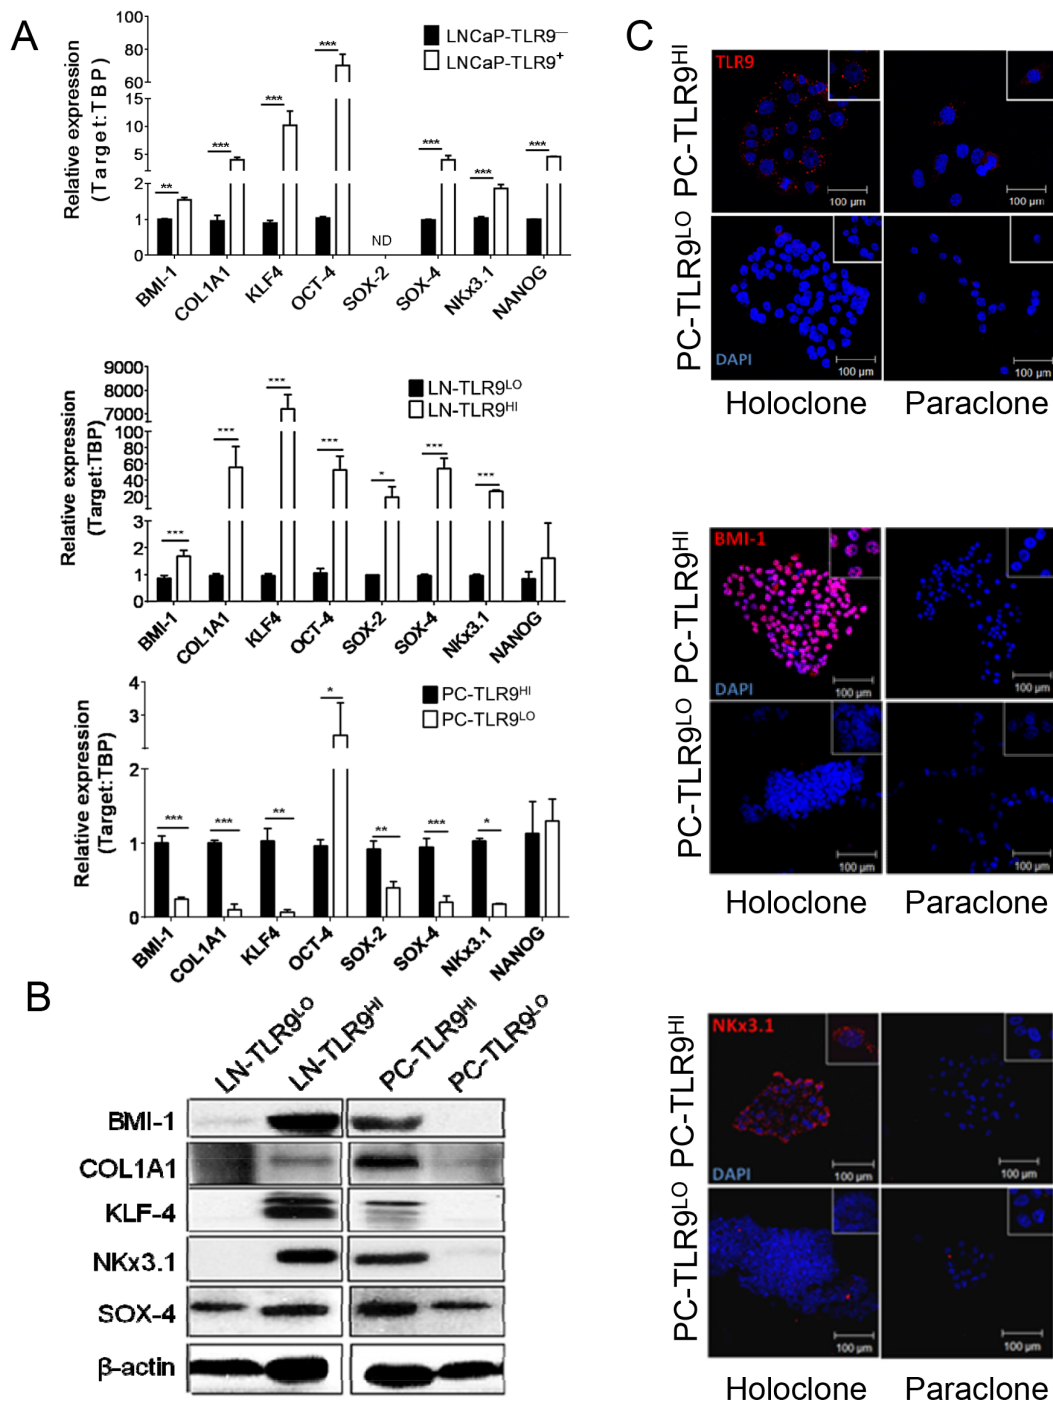 A
Relative expression
(Target:TBP)
100
80
60
15
10
5
2
1
0
LNCaP-TLR9—
LNCaP-TLR9+
**
***
***
***
ND
***
***
***
BMI-1
COL1A1
KLF4
OCT-4
SOX-2
SOX-4
NKx3.1
NANOG
Relative expression
(Target:TBP)
9000
8000
7000
100
80
60
40
20
3
2
1
0
LN-TLR9LO
LN-TLR9HI
***
***
***
***
*
***
***
BMI-1
COL1A1
KLF4
OCT-4
SOX-2
SOX-4
NKx3.1
NANOG
Relative expression
(Target:TBP)
4
3
2
1
0
PC-TLR9HI
PC-TLR9LO
***
***
**
*
**
***
*
BMI-1
COL1A1
KLF4
OCT-4
SOX-2
SOX-4
NKx3.1
NANOG
B
LN-TLR9LO
LN-TLR9HI
PC-TLR9HI
PC-TLR9LO
BMI-1
COL1A1
KLF-4
NKx3.1
SOX-4
β-actin
C
PC-TLR9LO PC-TLR9HI
TLR9
100 µm
100 µm
DAPI
100 µm
100 µm
Holoclone
Paraclone
PC-TLR9LO PC-TLR9HI
BMI-1
DAPI
100 µm
100 µm
100 µm
100 µm
Holoclone
Paraclone
PC-TLR9LO PC-TLR9HI
NKx3.1
DAPI
100 µm
100 µm
100 µm
100 µm
Holoclone
Paraclone